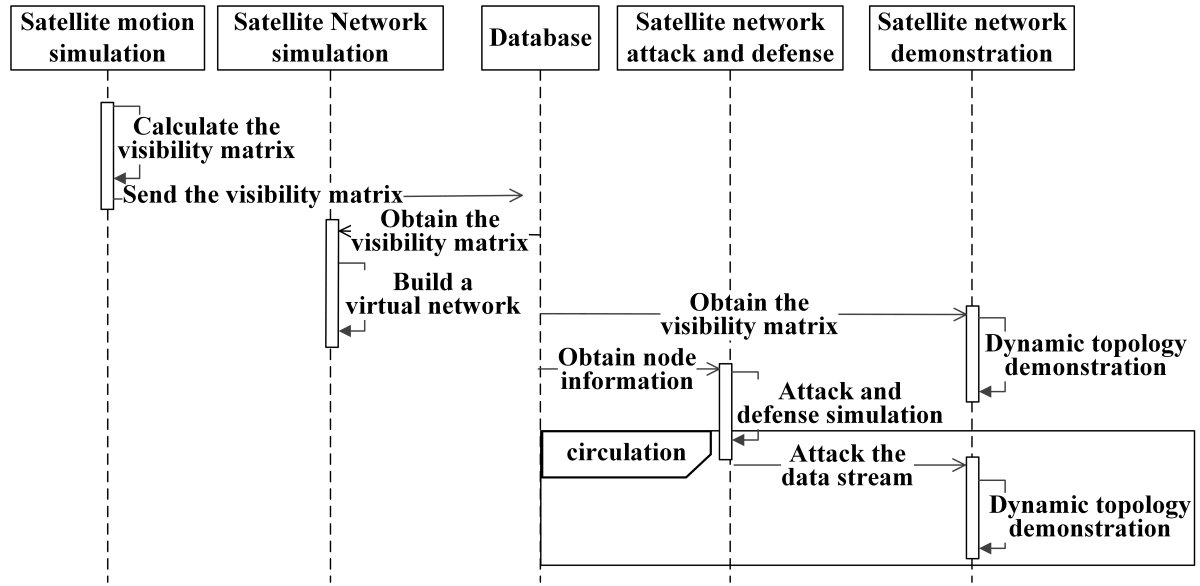 Satellite motion
simulation
Satellite Network
simulation
Database
Satellite network
attack and defense
Satellite network
demonstration
Calculate the
visibility matrix
Send the visibility matrix
Obtain the
visibility matrix
Build a
virtual network
Obtain the
visibility matrix
Dynamic topology
demonstration
Obtain node
information
Attack and
defense simulation
circulation
Attack the
data stream
Dynamic topology
demonstration